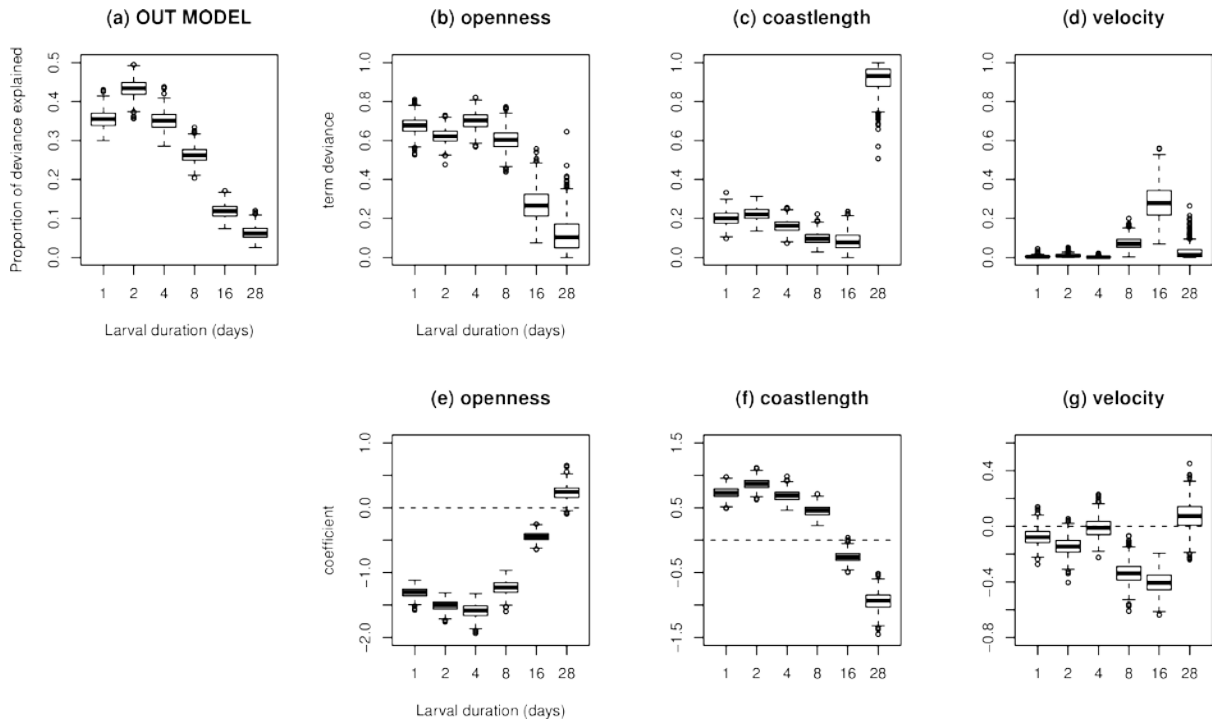 (a) OUT MODEL
(b) openness
(c) coastlength
(d) velocity
Proportion of deviance explained
0.0 0.1 0.2 0.3 0.4 0.5
1 2 4 8 16 28
Larval duration (days)
term deviance
0.0 0.2 0.4 0.6 0.8 1.0
1 2 4 8 16 28
Larval duration (days)
0.0 0.2 0.4 0.6 0.8 1.0
1 2 4 8 16 28
0.0 0.2 0.4 0.6 0.8 1.0
1 2 4 8 16 28
(e) openness
(f) coastlength
(g) velocity
coefficient
−2.0 −1.0 0.0 1.0
1 2 4 8 16 28
Larval duration (days)
−1.5 −0.5 0.5 1.5
1 2 4 8 16 28
−0.8 −0.4 0.0 0.4
1 2 4 8 16 28